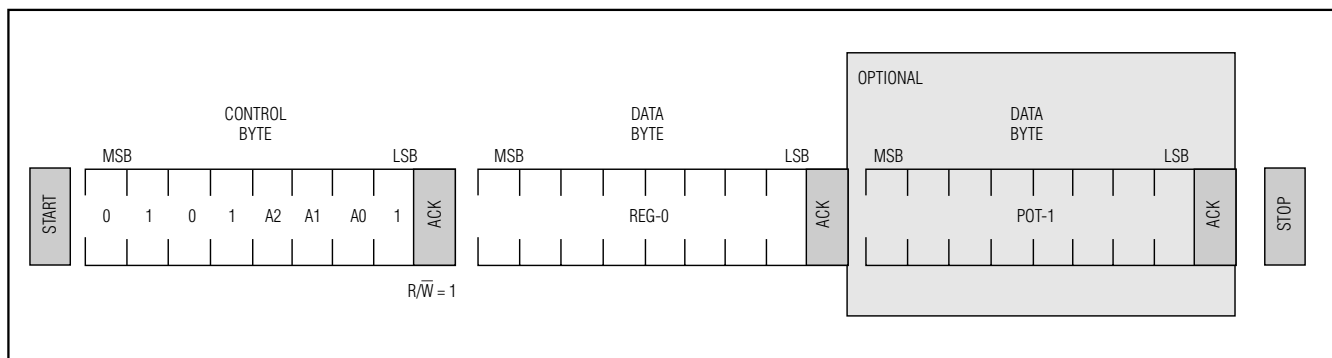 OPTIONAL
CONTROL
BYTE
DATA
BYTE
DATA
BYTE
MSB LSB MSB LSB MSB LSB
START 0 1 0 1 A2 A1 A0 1 ACK REG-0 ACK POT-1 ACK STOP
R/W̅ = 1